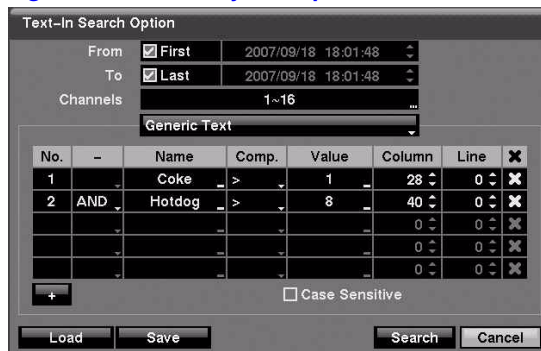 Text-In Search Option
From First 2007/09/18 18:01:48
To Last 2007/09/18 18:01:48
Channels 1~16 ...
Generic Text
No. – Name Comp. Value Column Line ✖
1 Coke > 1 28 0 ✖
2 AND Hotdog > 8 40 0 ✖
0 0 ✖
0 0 ✖
0 0 ✖
+ Case Sensitive
Load Save Search Cancel